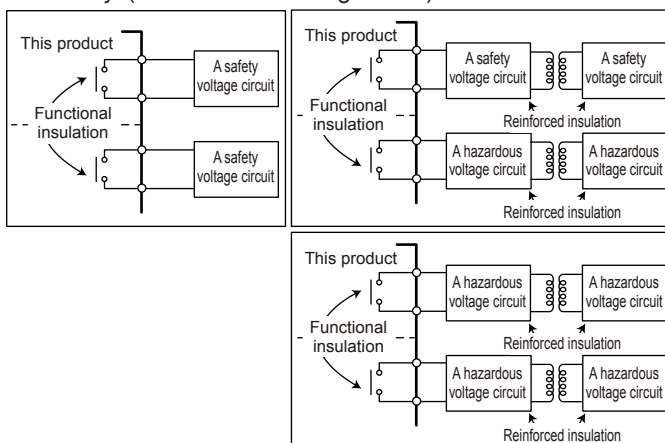 This product
A safety
voltage circuit
Functional
insulation
A safety
voltage circuit
This product
A safety
voltage circuit
A safety
voltage circuit
Functional
insulation
Reinforced insulation
A hazardous
voltage circuit
A hazardous
voltage circuit
Reinforced insulation
This product
A hazardous
voltage circuit
A hazardous
voltage circuit
Functional
insulation
Reinforced insulation
A hazardous
voltage circuit
A hazardous
voltage circuit
Reinforced insulation